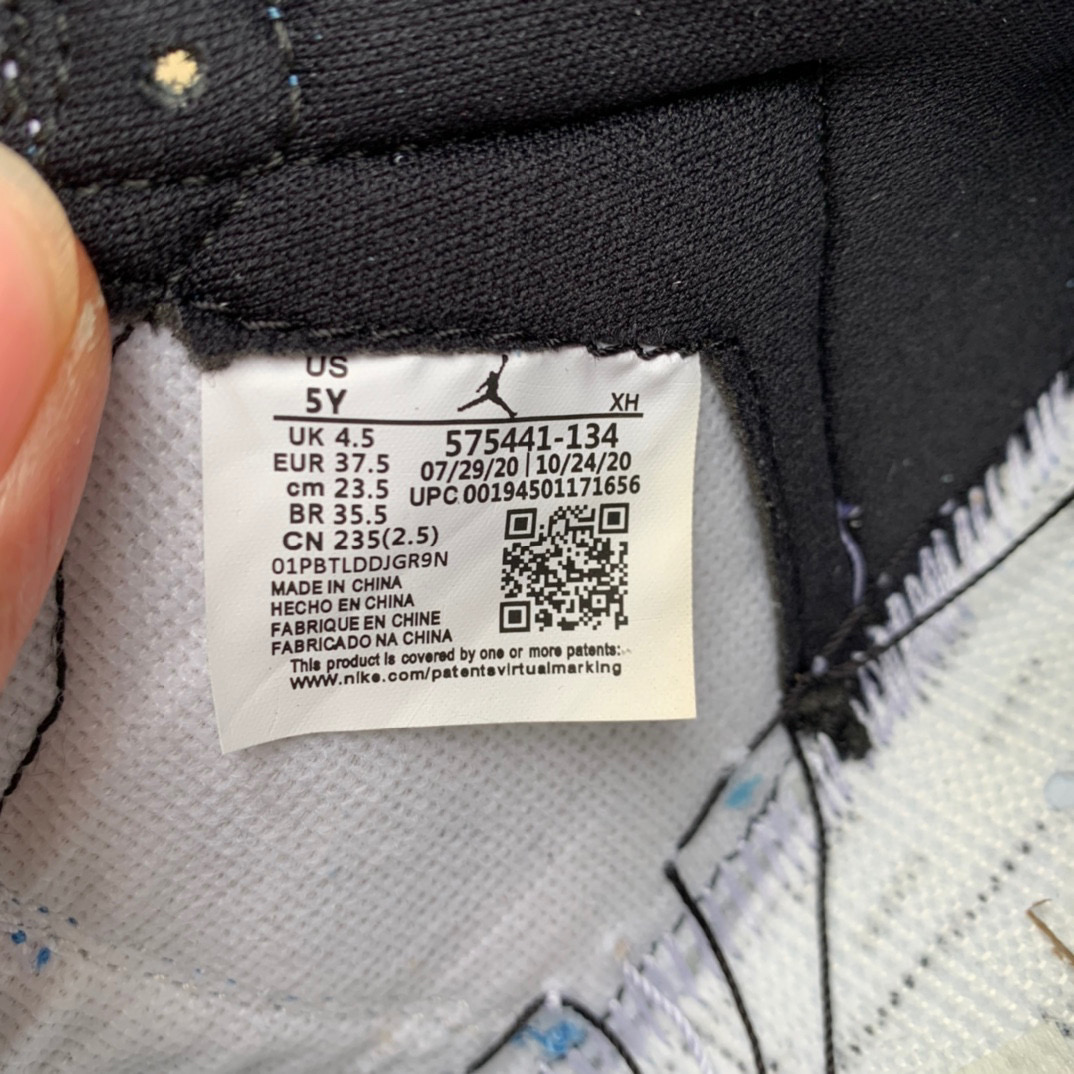 US
5Y
XH
UK 4.5
575441-134
EUR 37.5
07/29/20 | 10/24/20
cm 23.5
UPC 00194501171656
BR 35.5
CN 235(2.5)
01PBTLDDJGR9N
MADE IN CHINA
HECHO EN CHINA
FABRIQUE EN CHINE
FABRICADO NA CHINA
This product is covered by one or more patents:
www.nike.com/patentsvirtualmarking